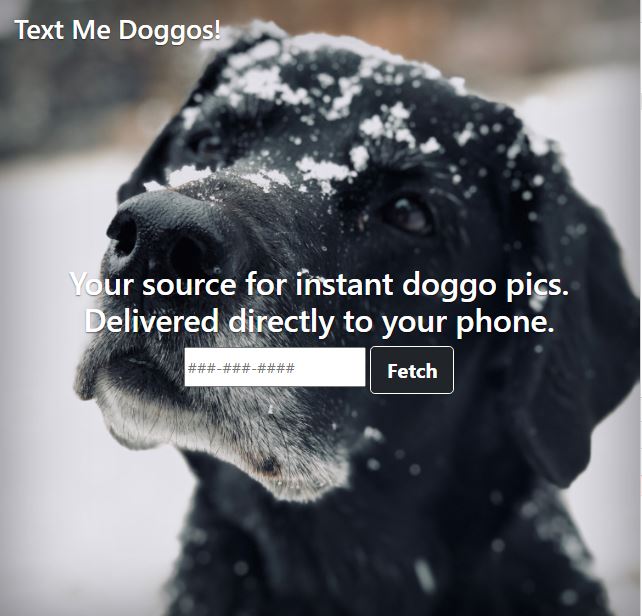 Text Me Doggos!
Your source for instant doggo pics.
Delivered directly to your phone.
###-###-####
Fetch